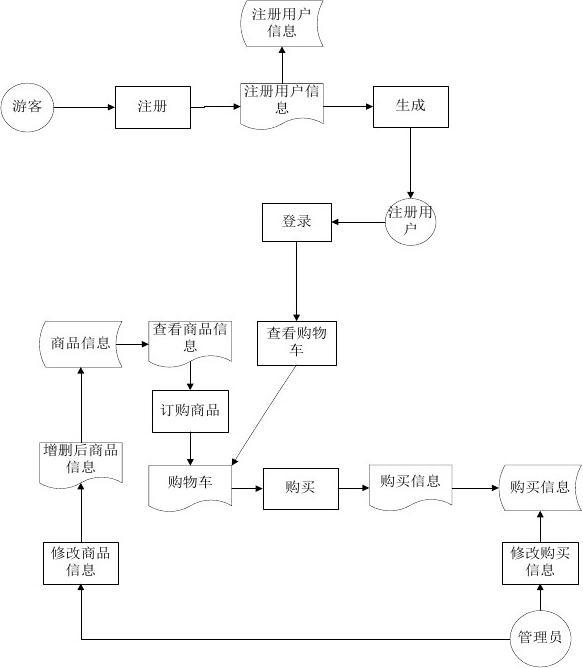 注册用户
信息
游客
注册
注册用户信
息
生成
登录
注册用
户
商品信息
查看商品信
息
查看购物
车
订购商品
增删后商品
信息
购物车
购买
购买信息
购买信息
修改商品
信息
修改购买
信息
管理员